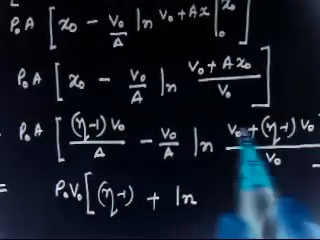 P₀A [ x₀ - V₀/A ln V₀ + Ax |₀^x₀ ]
P₀A [ x₀ - V₀/A ln (V₀ + Ax₀)/V₀ ]
P₀A [ (η-1)V₀/A - V₀/A ln (V₀ + (η-1)V₀)/V₀
= P₀V₀ [ (η-1) + ln